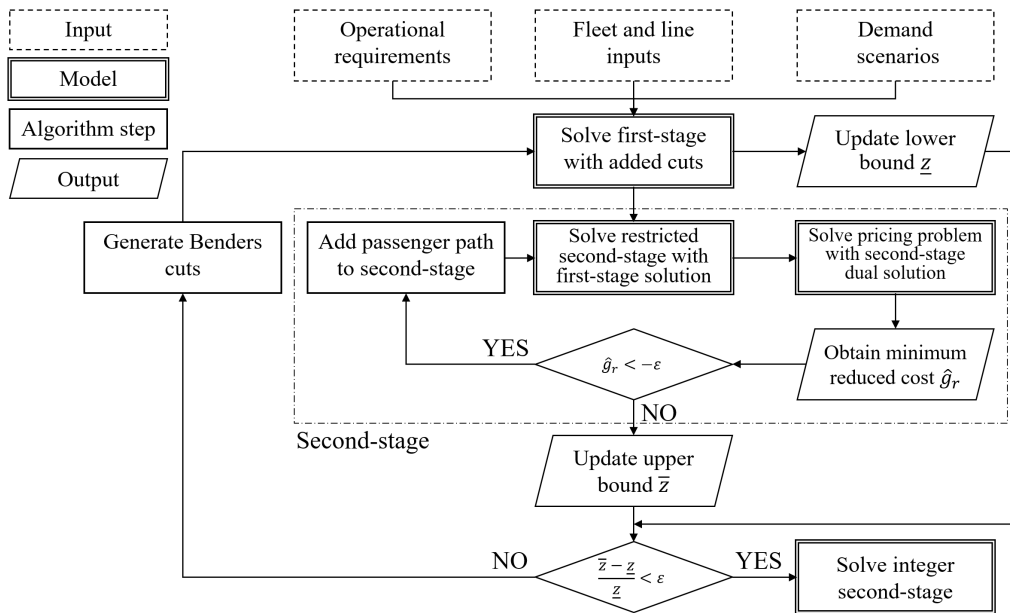 Input
Model
Algorithm step
Output
Operational
requirements
Fleet and line
inputs
Demand
scenarios
Solve first-stage
with added cuts
Update lower
bound z̲
Generate Benders
cuts
Add passenger path
to second-stage
Solve restricted
second-stage with
first-stage solution
Solve pricing problem
with second-stage
dual solution
YES
ĝ_r < −ε
Obtain minimum
reduced cost ĝ_r
NO
Second-stage
Update upper
bound z̅
NO
z̅ − z̲
z̲
< ε
YES
Solve integer
second-stage